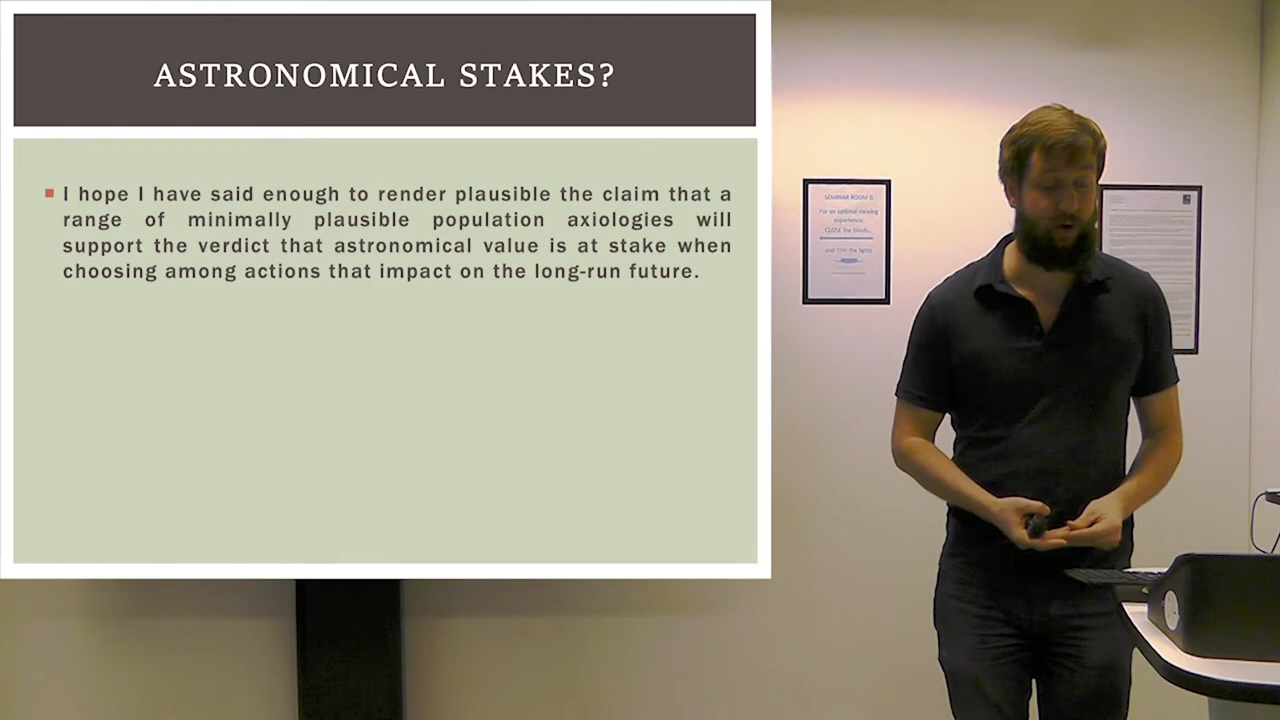 ASTRONOMICAL STAKES?
I hope I have said enough to render plausible the claim that a
range of minimally plausible population axiologies will
support the verdict that astronomical value is at stake when
choosing among actions that impact on the long-run future.
SEMINAR ROOM G
For an optimal viewing
experience.
CLOSE the blinds...
and DIM the lights